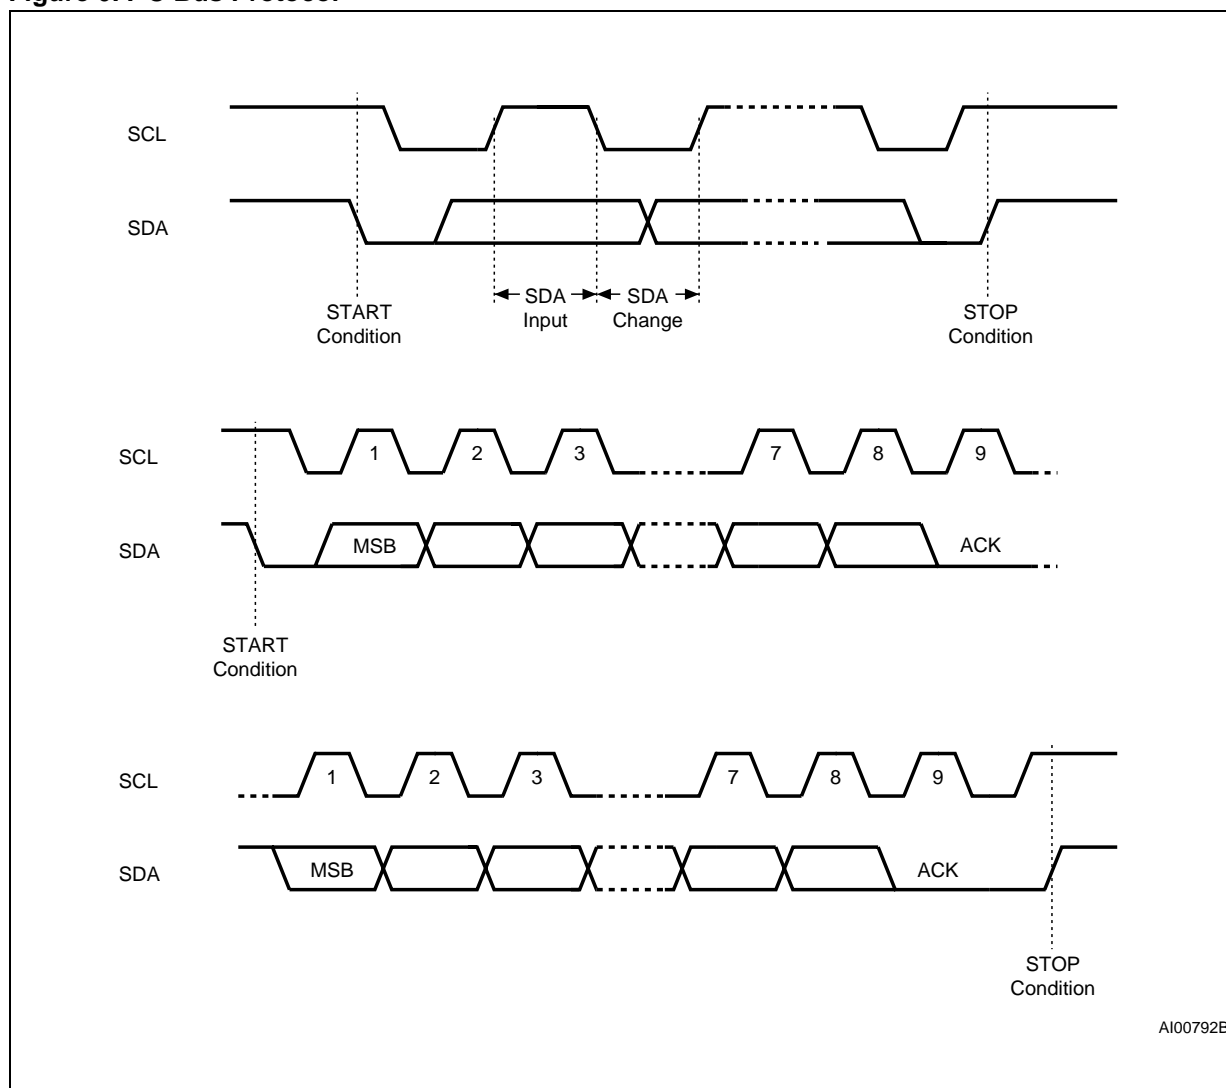 SCL
SDA
START
Condition
SDA
Input
SDA
Change
STOP
Condition
SCL
1 2 3 7 8 9
SDA
MSB
ACK
START
Condition
SCL
1 2 3 7 8 9
SDA
MSB
ACK
STOP
Condition
AI00792B